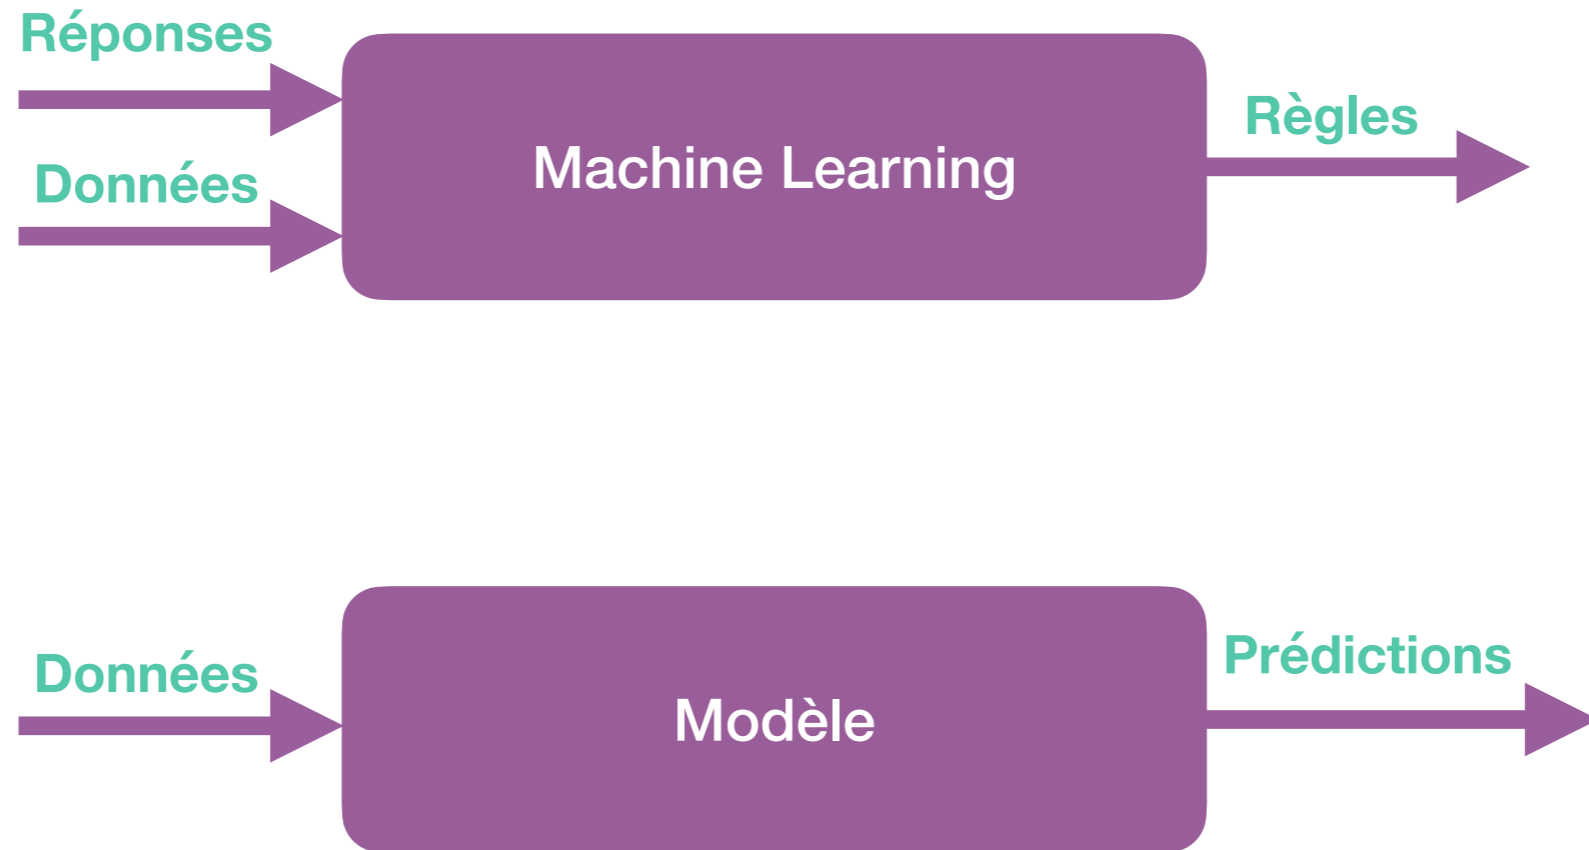 Réponses
Données
Machine Learning
Règles
Données
Modèle
Prédictions